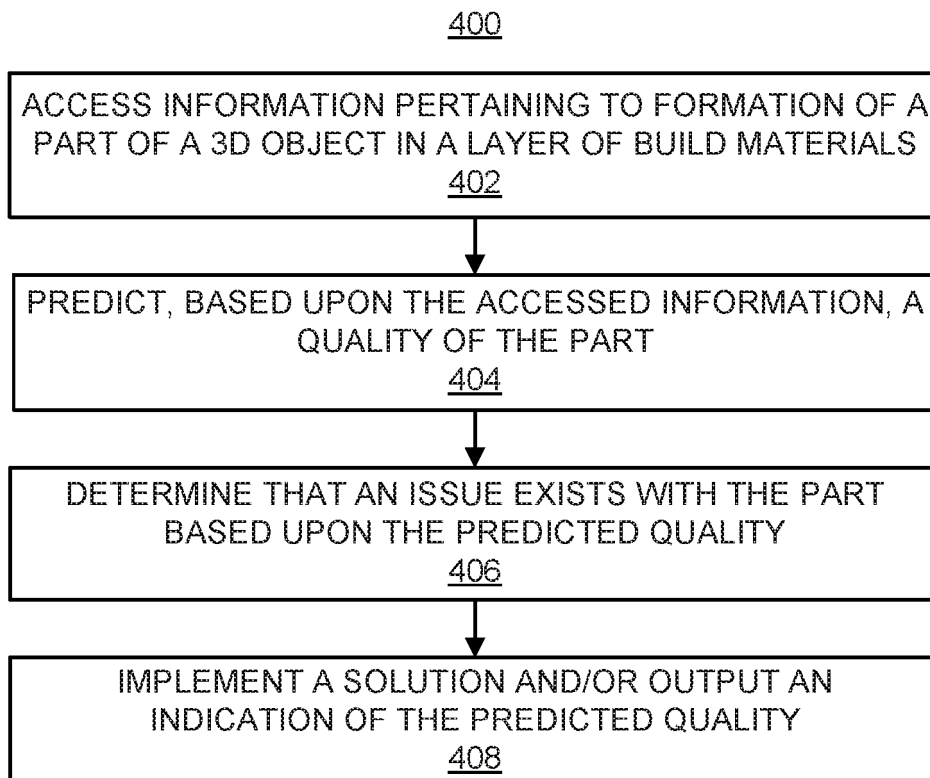 400
ACCESS INFORMATION PERTAINING TO FORMATION OF A
PART OF A 3D OBJECT IN A LAYER OF BUILD MATERIALS
402
PREDICT, BASED UPON THE ACCESSED INFORMATION, A
QUALITY OF THE PART
404
DETERMINE THAT AN ISSUE EXISTS WITH THE PART
BASED UPON THE PREDICTED QUALITY
406
IMPLEMENT A SOLUTION AND/OR OUTPUT AN
INDICATION OF THE PREDICTED QUALITY
408